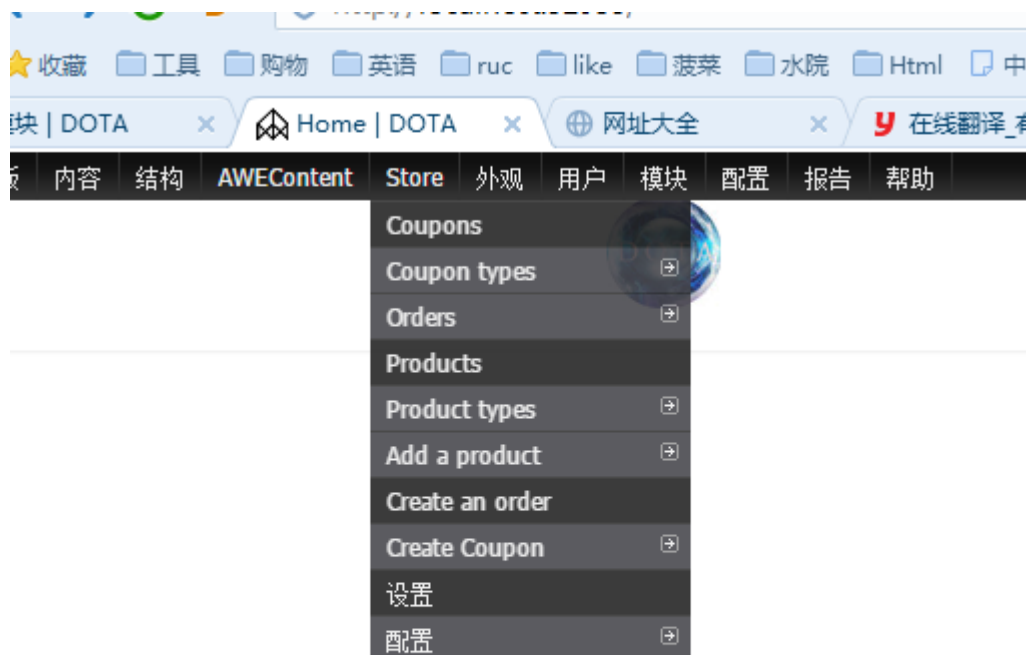 收藏 工具 购物 英语 ruc like 菠菜 水院 Html 中
块 | DOTA Home | DOTA 网址大全 在线翻译_有
内容 结构 AWEContent Store 外观 用户 模块 配置 报告 帮助
Coupons
Coupon types
Orders
Products
Product types
Add a product
Create an order
Create Coupon
设置
配置